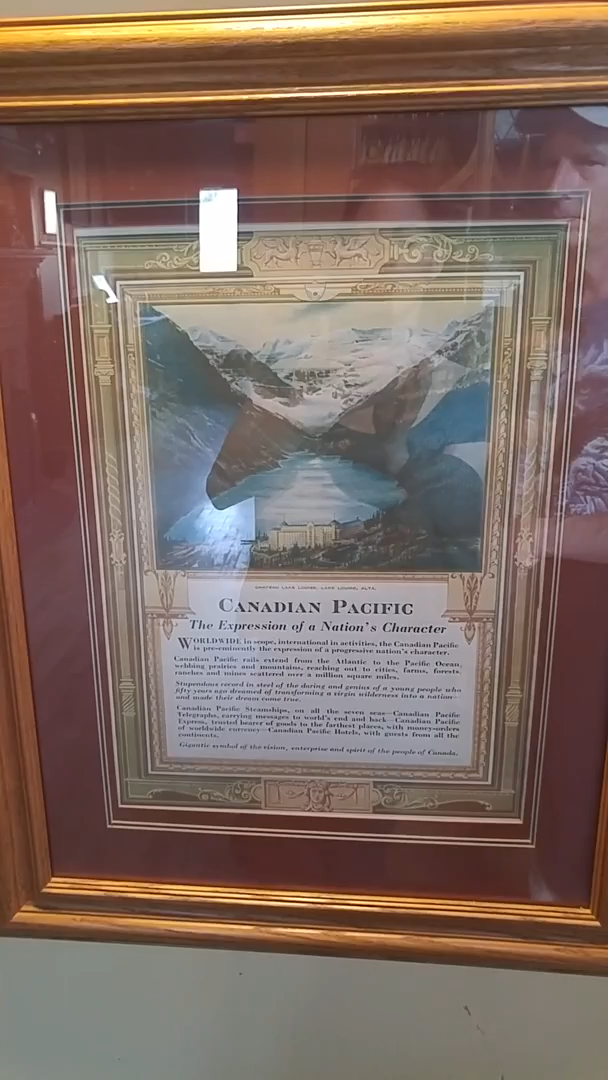 CHATEAU LAKE LOUISE, LAKE LOUISE, ALTA.
CANADIAN PACIFIC
The Expression of a Nation's Character
WORLDWIDE in scope, international in activities, the Canadian Pacific
is pre-eminently the expression of a progressive nation's character.
Canadian Pacific rails extend from the Atlantic to the Pacific Ocean,
webbing prairies and mountains, reaching out to cities, farms, forests,
ranches and mines scattered over a million square miles.
Stupendous record in steel of the daring and genius of a young people who
fifty years ago dreamed of transforming a virgin wilderness into a nation—
and made their dream come true.
Canadian Pacific Steamships, on all the seven seas—Canadian Pacific
Telegraphs, carrying messages to world's end and back—Canadian Pacific
Express, trusted bearer of goods to the farthest places, with money-orders
of worldwide currency—Canadian Pacific Hotels, with guests from all the
continents.
Gigantic symbol of the vision, enterprise and spirit of the people of Canada.